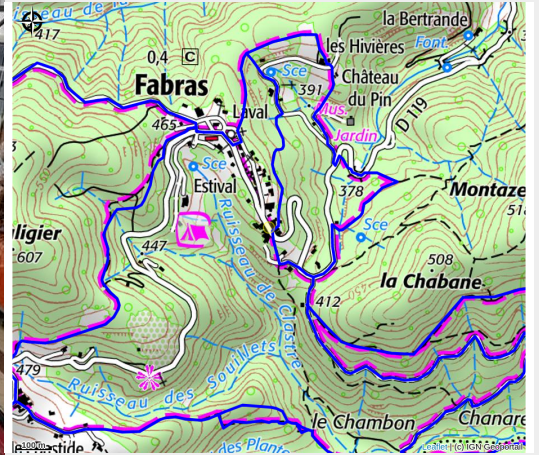 417
la Bertrande
Font.
les Hivières
0,4 C
Sce
Château
du Pin
391
Fabras
Laval
Mus.
Jardin
D 119
465
Sce
Estival
378
Montaze
Ruisseau de Clastre
Sce
447
607
508
la Chabane
412
479
Ruisseau des Souillets
le Chambon
Chanare
100 m
des Plante
Leaflet | (c) IGN Geoportail